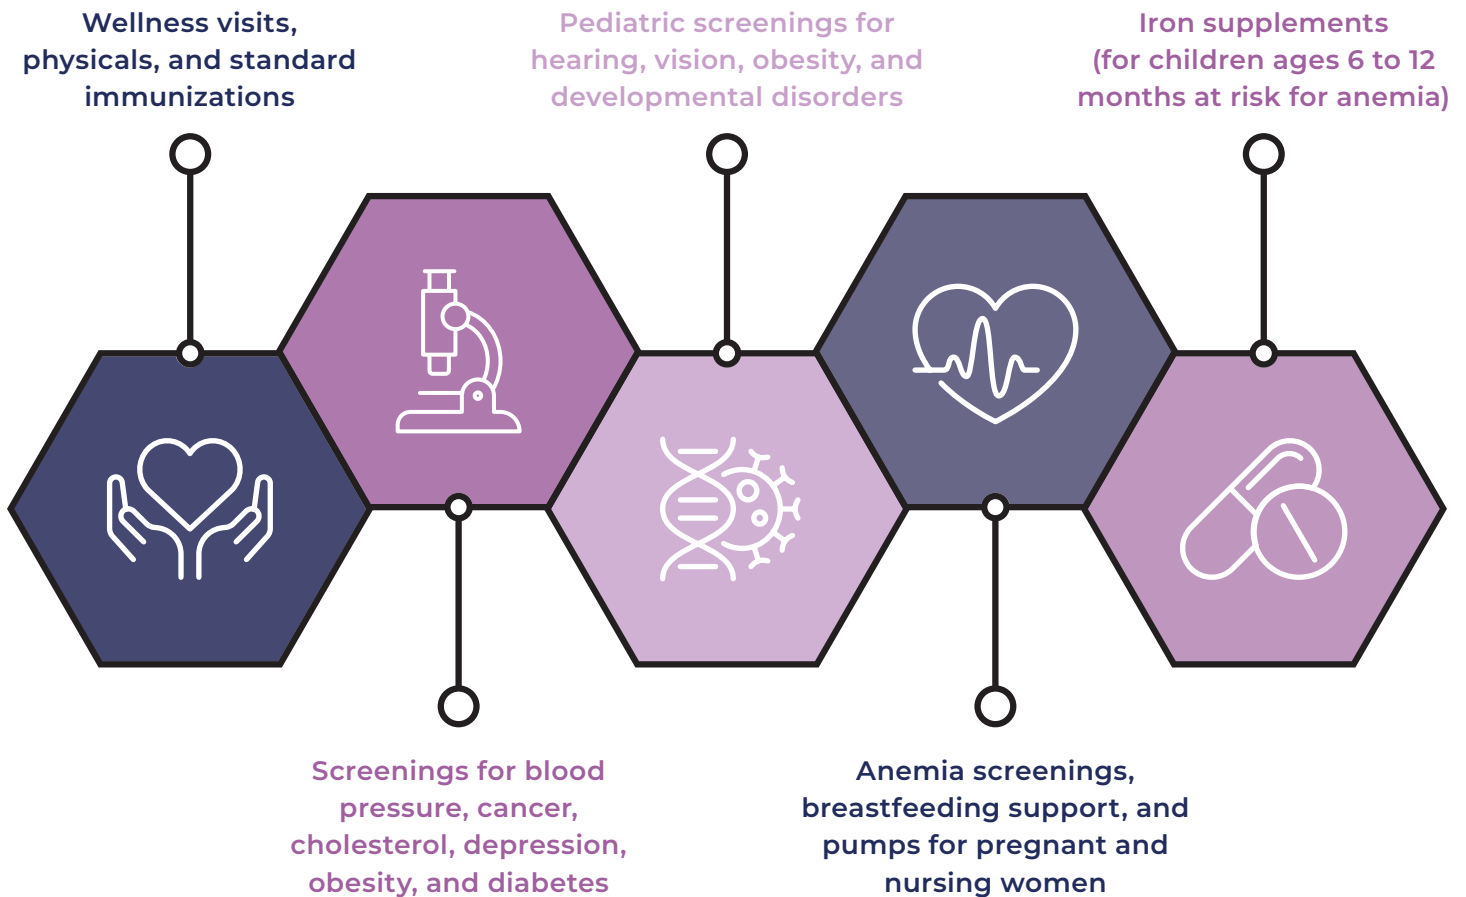 Wellness visits,
physicals, and standard
immunizations
Pediatric screenings for
hearing, vision, obesity, and
developmental disorders
Iron supplements
(for children ages 6 to 12
months at risk for anemia)
Screenings for blood
pressure, cancer,
cholesterol, depression,
obesity, and diabetes
Anemia screenings,
breastfeeding support, and
pumps for pregnant and
nursing women